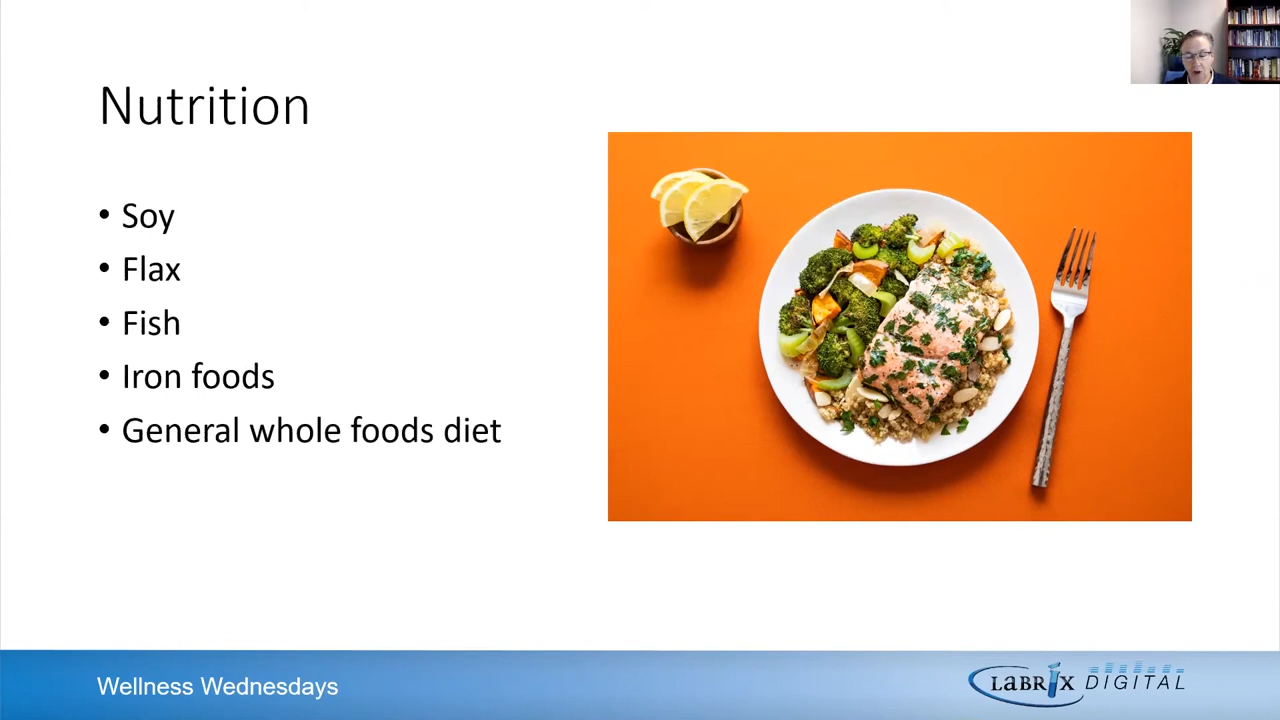 Nutrition
• Soy
• Flax
• Fish
• Iron foods
• General whole foods diet
Wellness Wednesdays
LABRIX DIGITAL